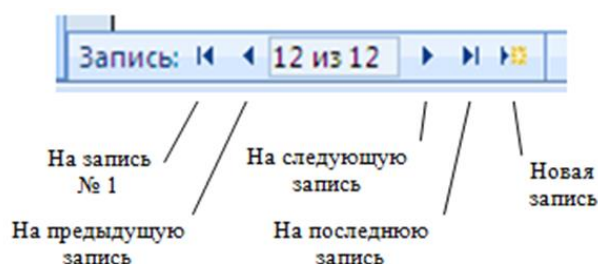 Запись: 12 из 12
На запись
№ 1
На предыдущую
запись
На следующую
запись
На последнюю
запись
Новая
запись